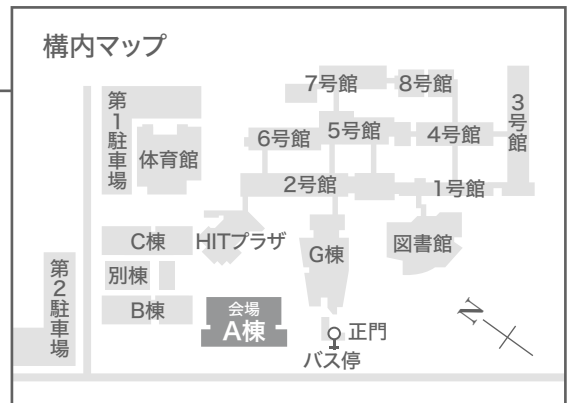 構内マップ
7号館
8号館
3号館
第1駐車場
6号館
5号館
4号館
体育館
2号館
1号館
C棟
HITプラザ
G棟
図書館
別棟
第2駐車場
B棟
会場
A棟
正門
バス停
N